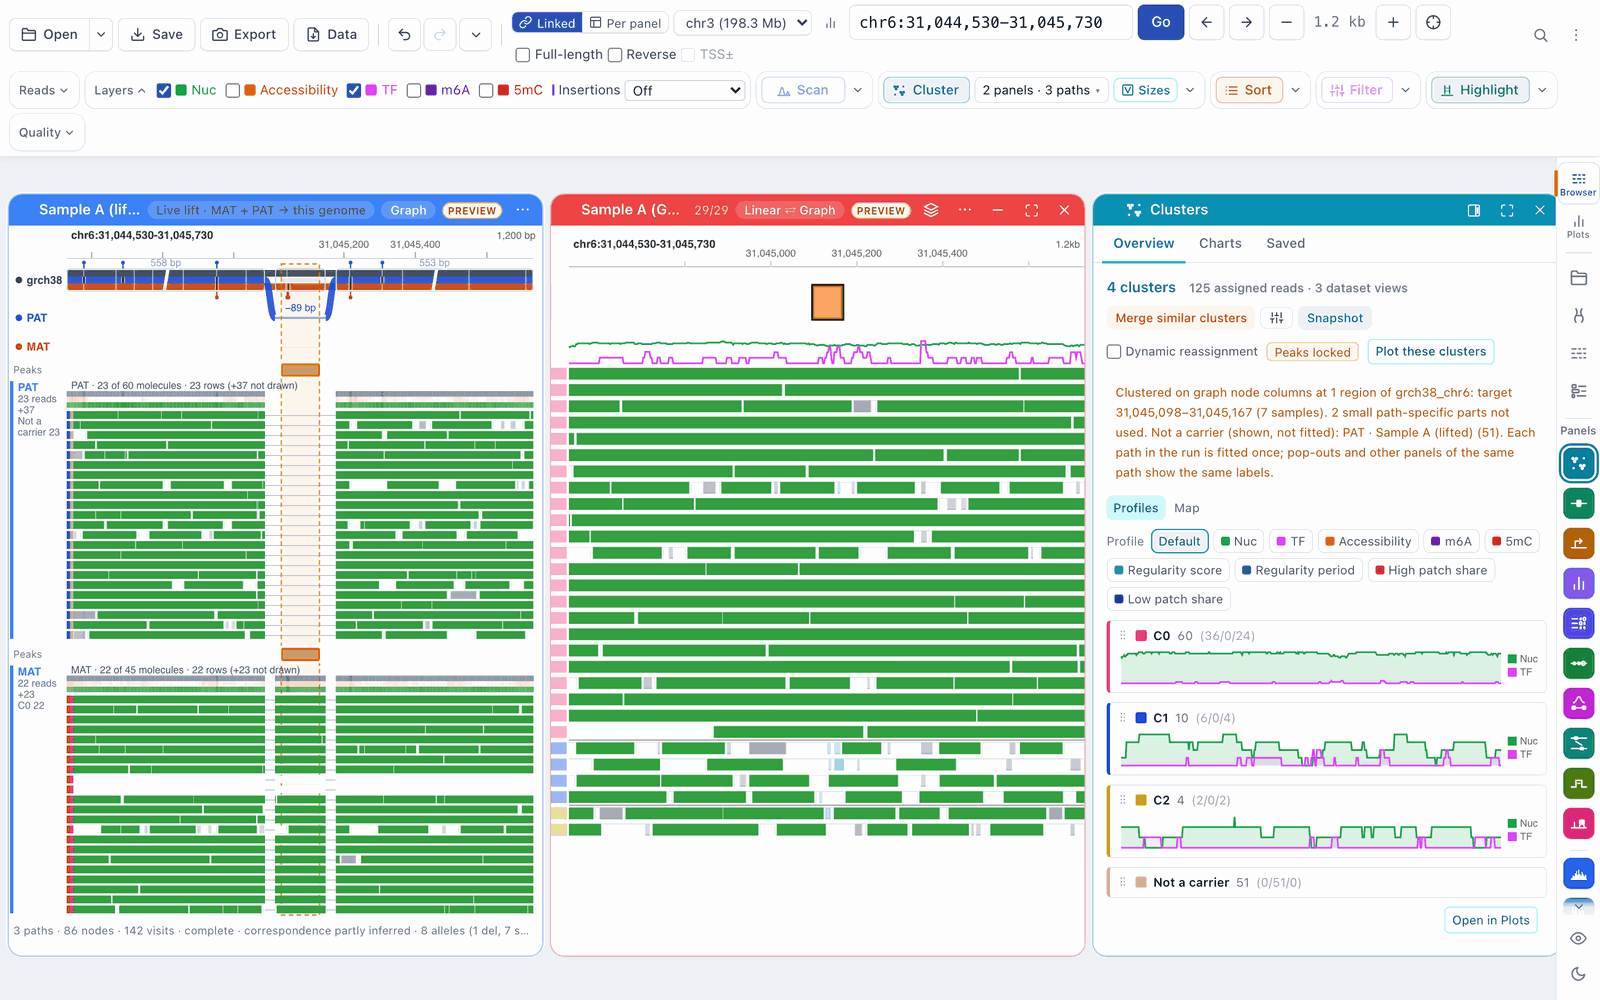 Open
Save
Export
Data
Linked
Per panel
chr3 (198.3 Mb)
chr6:31,044,530–31,045,730
Go
1.2 kb
Full-length
Reverse
TSS±
Reads
Layers
Nuc
Accessibility
TF
m6A
5mC
Insertions
Off
Scan
Cluster
2 panels · 3 paths
Sizes
Sort
Filter
Highlight
Quality
Sample A (lif...
Live lift · MAT + PAT → this genome
Graph
PREVIEW
chr6:31,044,530-31,045,730
31,045,200
31,045,400
1,200 bp
558 bp
553 bp
grch38
−89 bp
PAT
MAT
Peaks
PAT
23 reads
+37
Not a
carrier 23
PAT · 23 of 60 molecules · 23 rows (+37 not drawn)
Peaks
MAT
22 reads
+23
C0 22
MAT · 22 of 45 molecules · 22 rows (+23 not drawn)
3 paths · 86 nodes · 142 visits · complete · correspondence partly inferred · 8 alleles (1 del, 7 s...
Sample A (G...
29/29
Linear ⇌ Graph
PREVIEW
chr6:31,044,530-31,045,730
31,045,000
31,045,200
31,045,400
1.2kb
Clusters
Overview
Charts
Saved
4 clusters
125 assigned reads · 3 dataset views
Merge similar clusters
Snapshot
Dynamic reassignment
Peaks locked
Plot these clusters
Clustered on graph node columns at 1 region of grch38_chr6: target
31,045,098–31,045,167 (7 samples). 2 small path-specific parts not
used. Not a carrier (shown, not fitted): PAT · Sample A (lifted) (51). Each
path in the run is fitted once; pop-outs and other panels of the same
path show the same labels.
Profiles
Map
Profile
Default
Nuc
TF
Accessibility
m6A
5mC
Regularity score
Regularity period
High patch share
Low patch share
C0 60 (36/0/24)
Nuc
TF
C1 10 (6/0/4)
Nuc
TF
C2 4 (2/0/2)
Nuc
TF
Not a carrier 51 (0/51/0)
Open in Plots
Browser
Plots
Panels